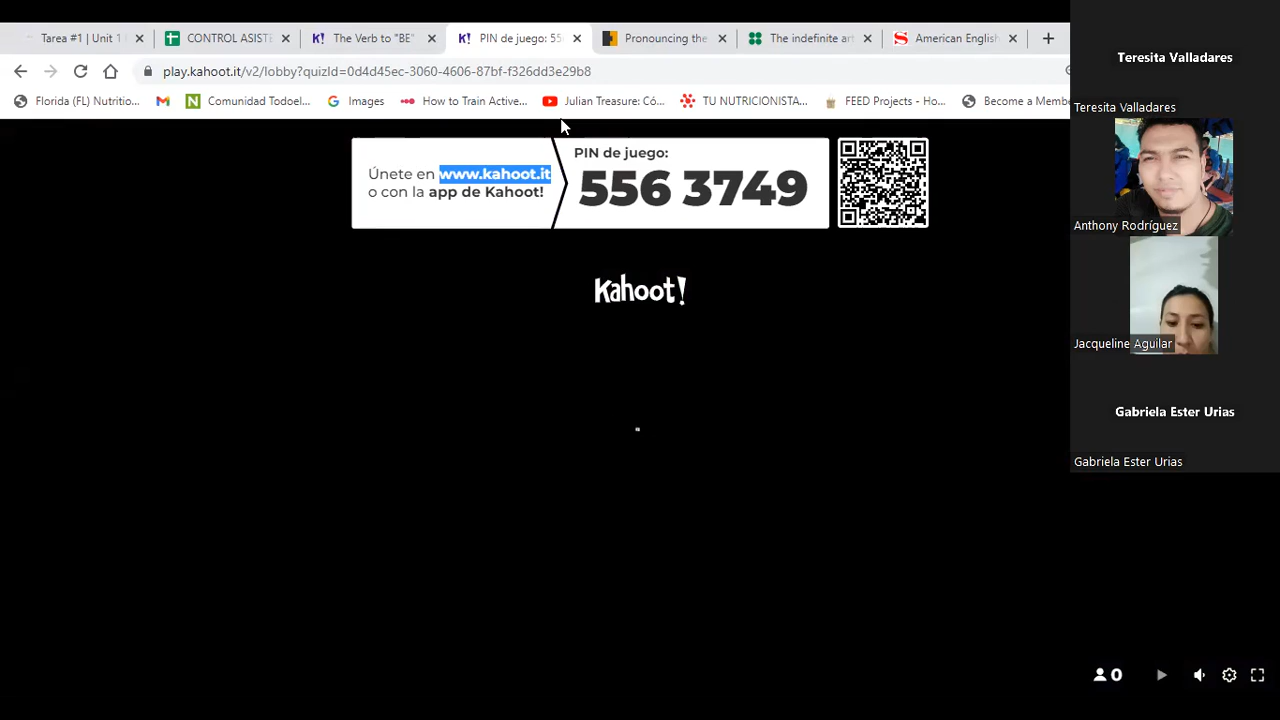 Tarea #1 | Unit 1
CONTROL ASISTE
The Verb to "BE"
PIN de juego: 55
Pronouncing the
The indefinite art
American English
play.kahoot.it/v2/lobby?quizId=0d4d45ec-3060-4606-87bf-f326dd3e29b8
Florida (FL) Nutritio...
Comunidad Todoel...
Images
How to Train Active...
Julian Treasure: Có...
TU NUTRICIONISTA...
FEED Projects - Ho...
Become a Membe
Únete en www.kahoot.it
o con la app de Kahoot!
PIN de juego:
556 3749
Kahoot!
Teresita Valladares
Teresita Valladares
Anthony Rodríguez
Jacqueline Aguilar
Gabriela Ester Urias
Gabriela Ester Urias
0